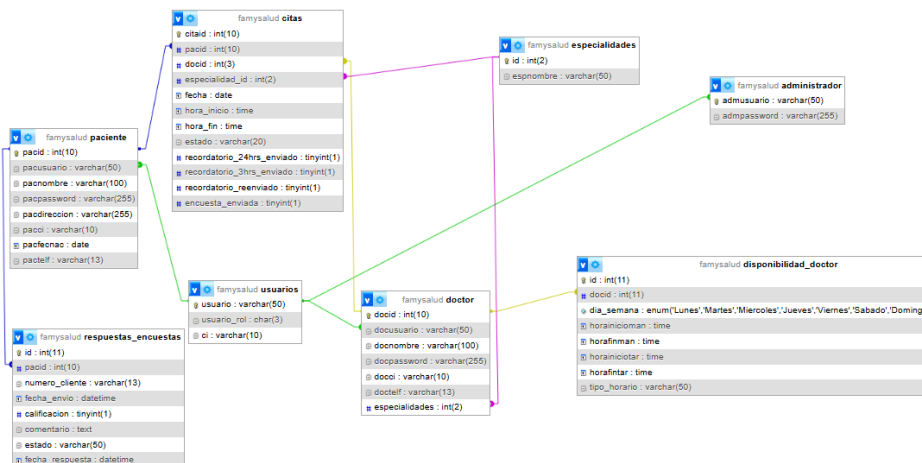 famysalud citas
citaid : int(10)
pacid : int(10)
docid : int(3)
especialidad_id : int(2)
fecha : date
hora_inicio : time
hora_fin : time
estado : varchar(20)
recordatorio_24hrs_enviado : tinyint(1)
recordatorio_3hrs_enviado : tinyint(1)
recordatorio_reenviado : tinyint(1)
encuesta_enviada : tinyint(1)
famysalud especialidades
id : int(2)
espnombre : varchar(50)
famysalud administrador
admusuario : varchar(50)
admpassword : varchar(255)
famysalud paciente
pacid : int(10)
pacusuario : varchar(50)
pacnombre : varchar(100)
pacpassword : varchar(255)
pacdireccion : varchar(255)
pacci : varchar(10)
pacfecnac : date
pactelf : varchar(13)
famysalud usuarios
usuario : varchar(50)
usuario_rol : char(3)
ci : varchar(10)
famysalud doctor
docid : int(10)
docusuario : varchar(50)
docnombre : varchar(100)
docpassword : varchar(255)
docci : varchar(10)
doctelf : varchar(13)
especialidades : int(2)
famysalud disponibilidad_doctor
id : int(11)
docid : int(11)
dia_semana : enum('Lunes','Martes','Miercoles','Jueves','Viernes','Sabado','Doming
horainicioman : time
horafinman : time
horainiciotar : time
horafintar : time
tipo_horario : varchar(50)
famysalud respuestas_encuestas
id : int(11)
pacid : int(10)
numero_cliente : varchar(13)
fecha_envio : datetime
calificacion : tinyint(1)
comentario : text
estado : varchar(50)
fecha_respuesta : datetime